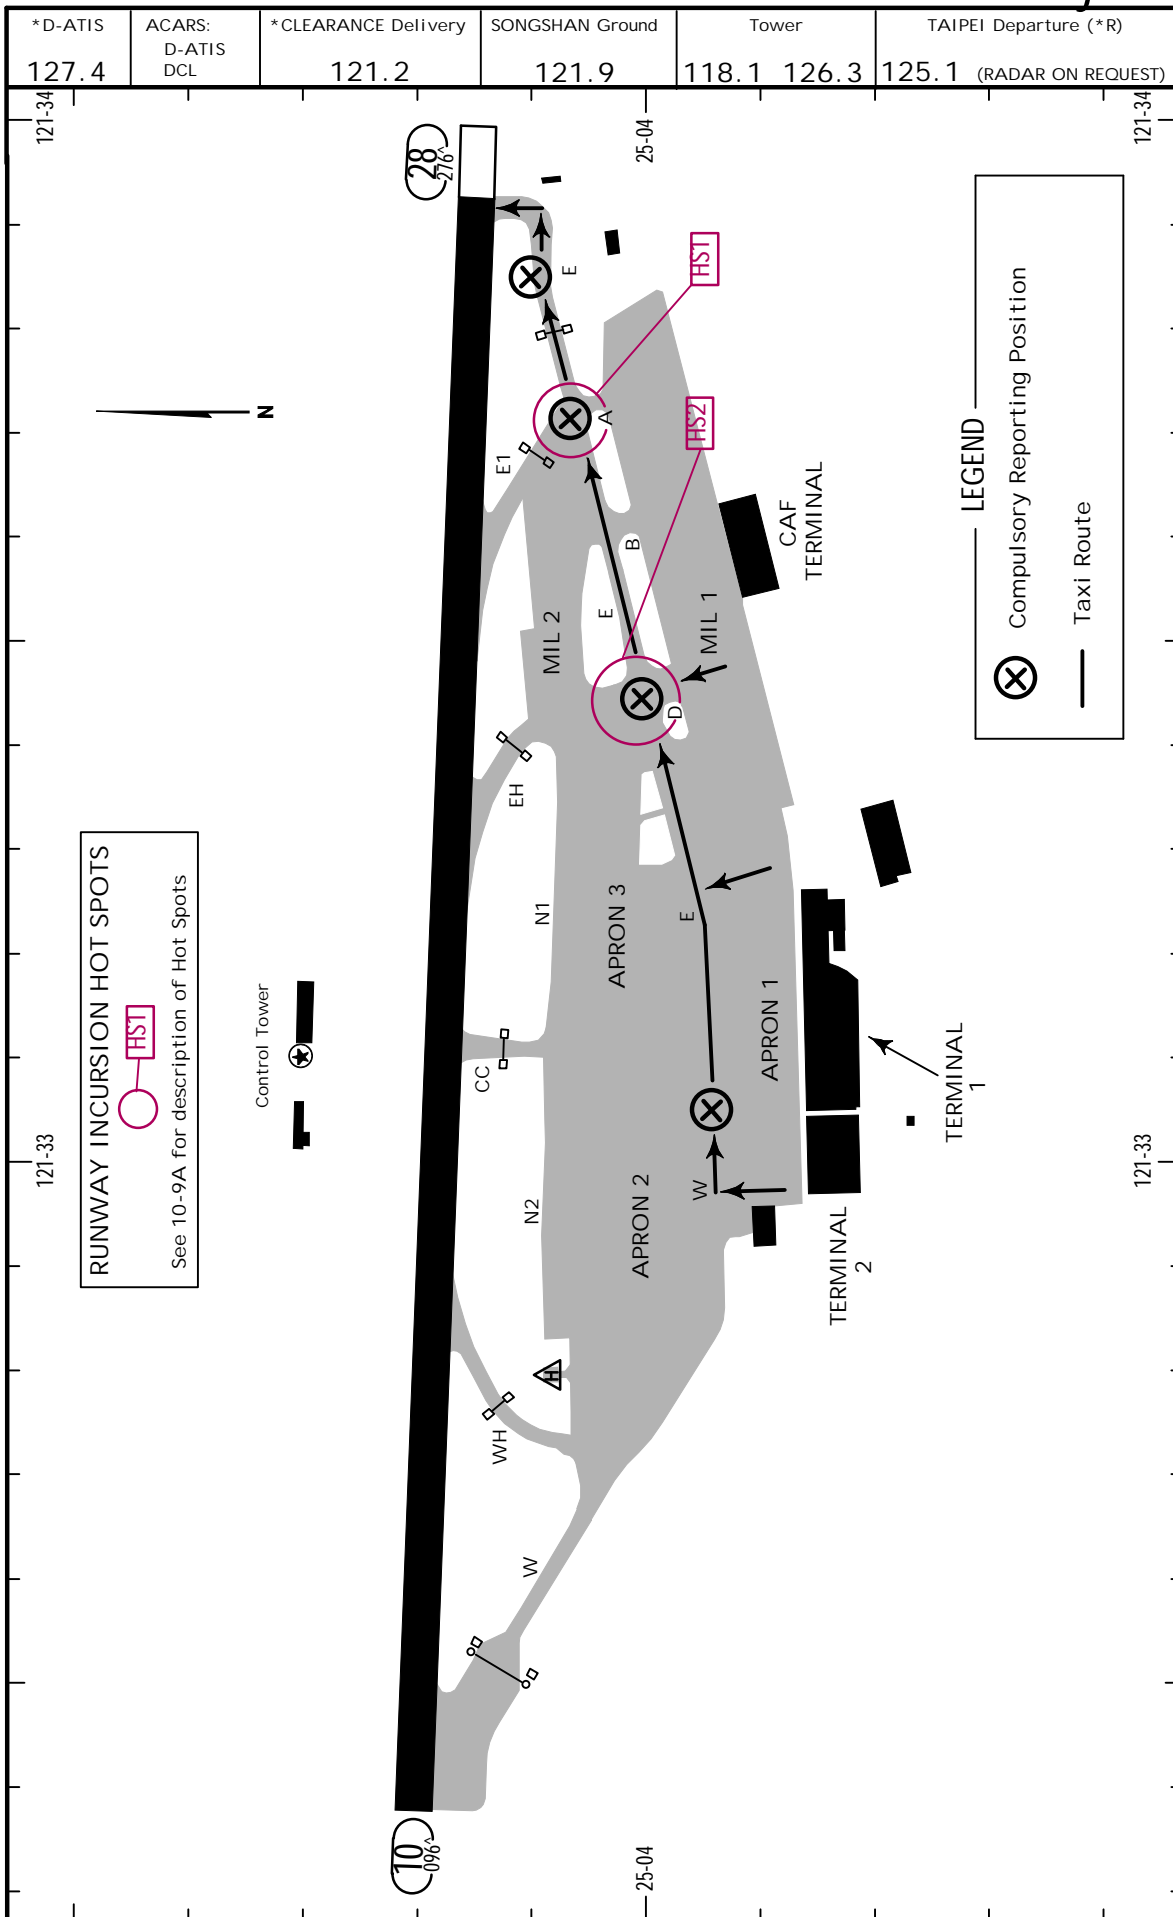 *D-ATIS
127.4
ACARS:
D-ATIS
DCL
*CLEARANCE Delivery
121.2
SONGSHAN Ground
121.9
Tower
118.1 126.3
TAIPEI Departure (*R)
125.1 (RADAR ON REQUEST)
121-34
25-04
121-34
28
276^
HS1
E
N
A
HS2
E1
B
CAF
TERMINAL
LEGEND
Compulsory Reporting Position
Taxi Route
MIL 2
E
MIL 1
D
EH
RUNWAY INCURSION HOT SPOTS
HS1
See 10-9A for description of Hot Spots
N1
APRON 3
E
Control Tower
CC
APRON 1
TERMINAL
1
121-33
121-33
N2
APRON 2
W
TERMINAL
2
H
WH
W
10
096^
25-04